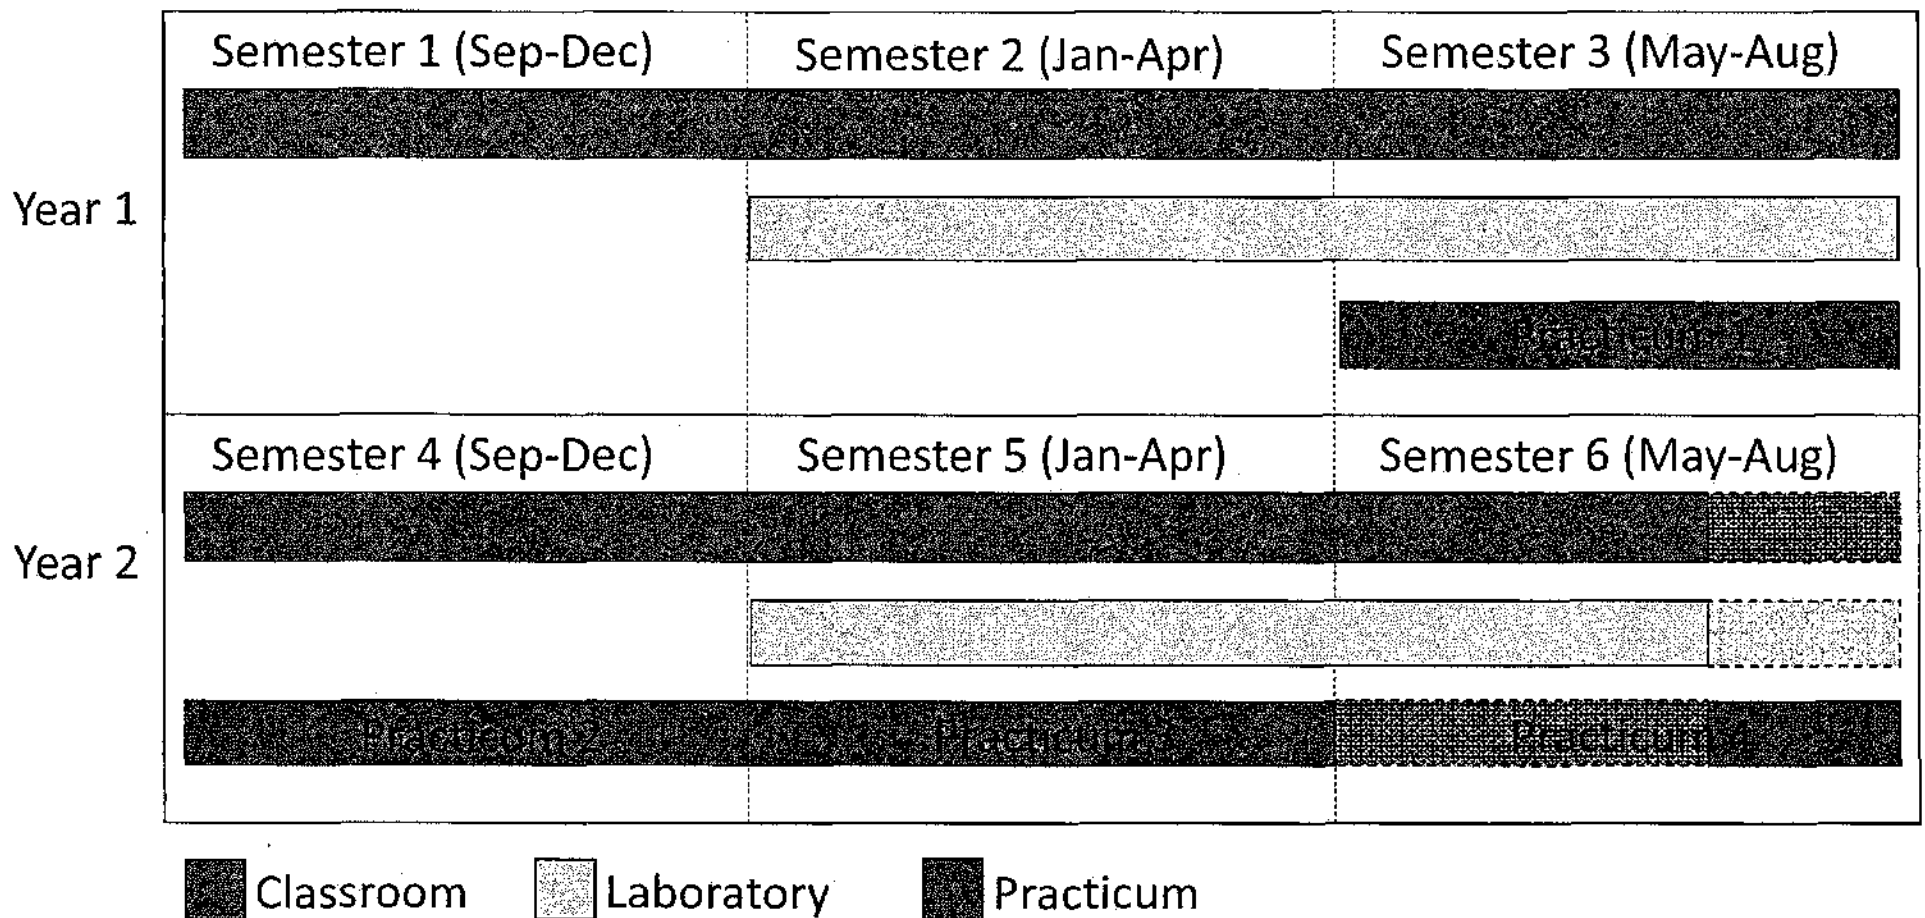 Semester 1 (Sep-Dec) Semester 2 (Jan-Apr) Semester 3 (May-Aug)
Year 1
Practicum 1
Semester 4 (Sep-Dec) Semester 5 (Jan-Apr) Semester 6 (May-Aug)
Year 2
Practicum 2 Practicum Practicum 4
Classroom Laboratory Practicum